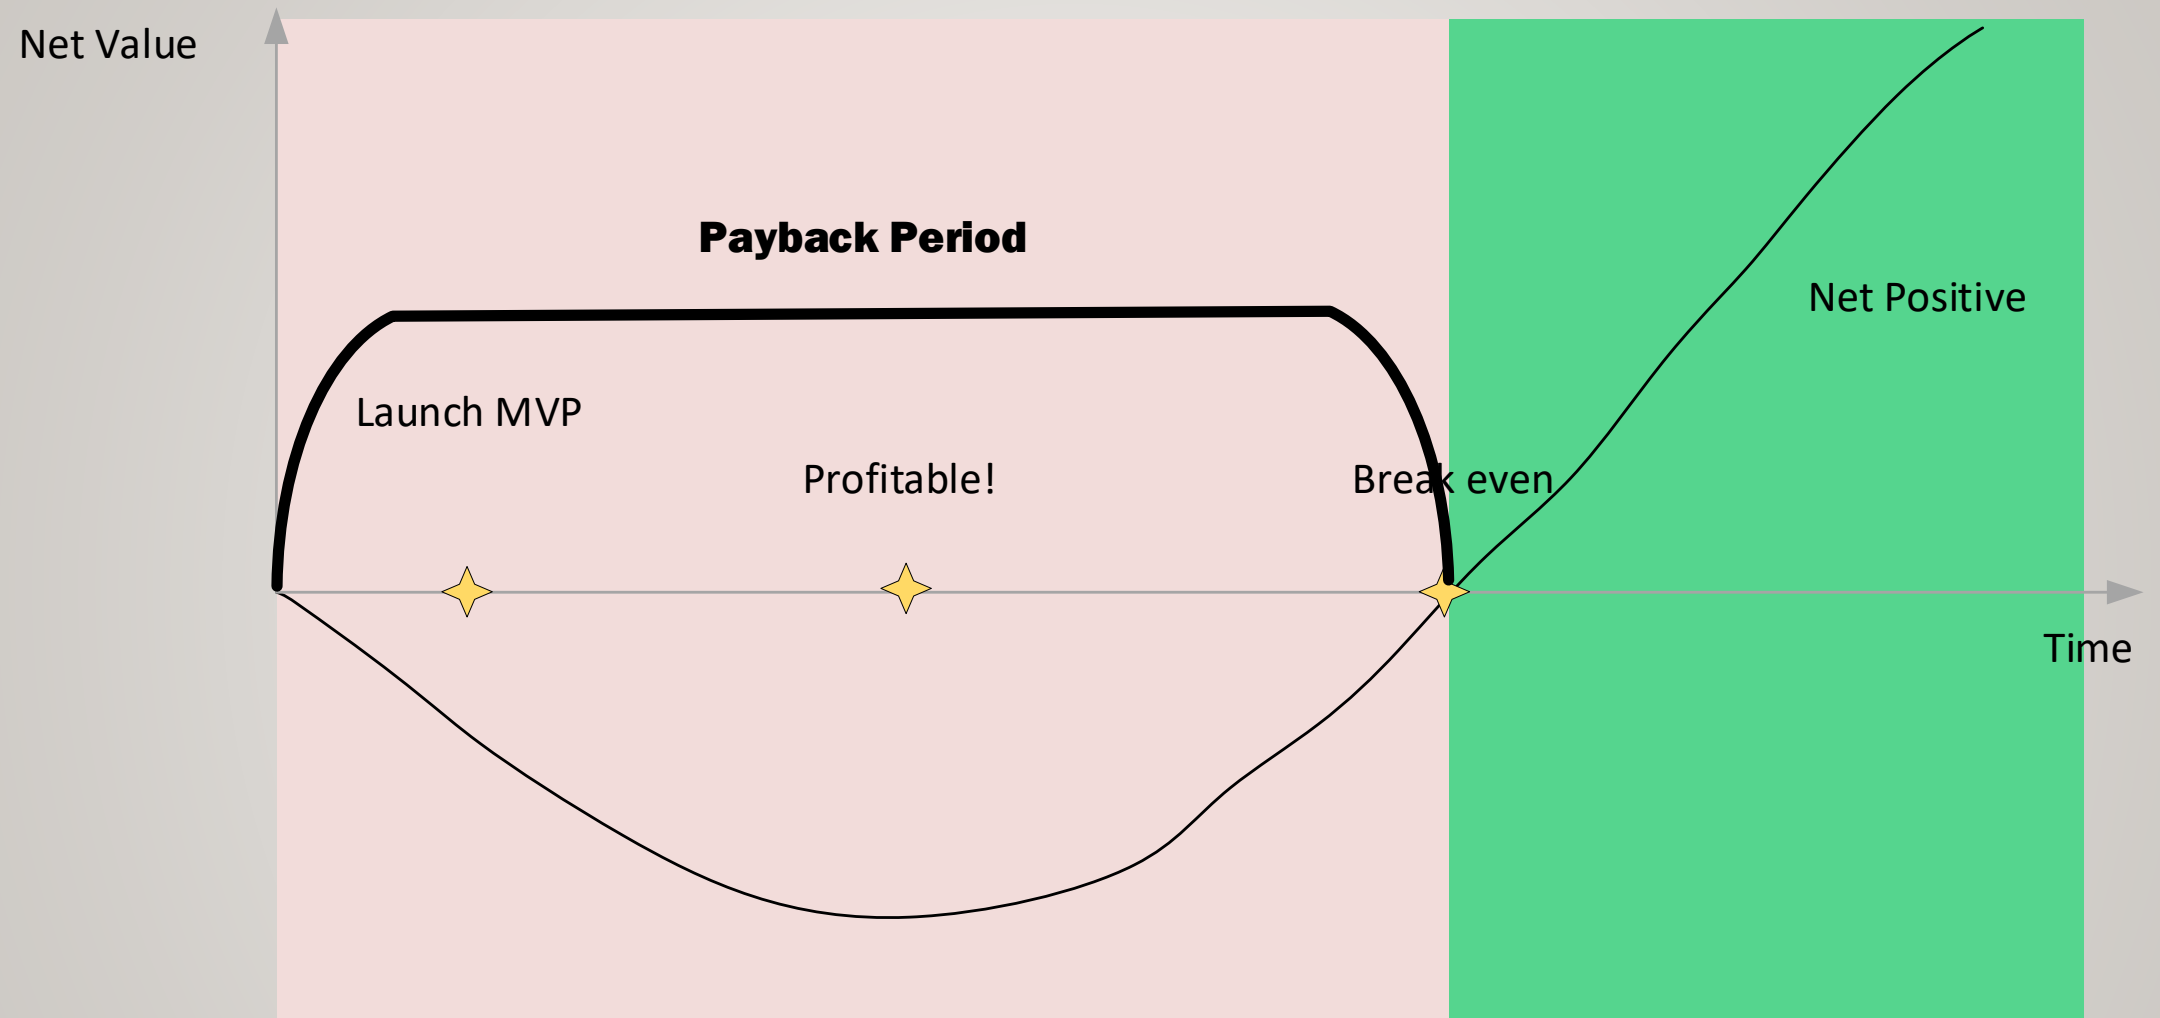 Net Value
Payback Period
Net Positive
Launch MVP
Profitable!
Break even
Time